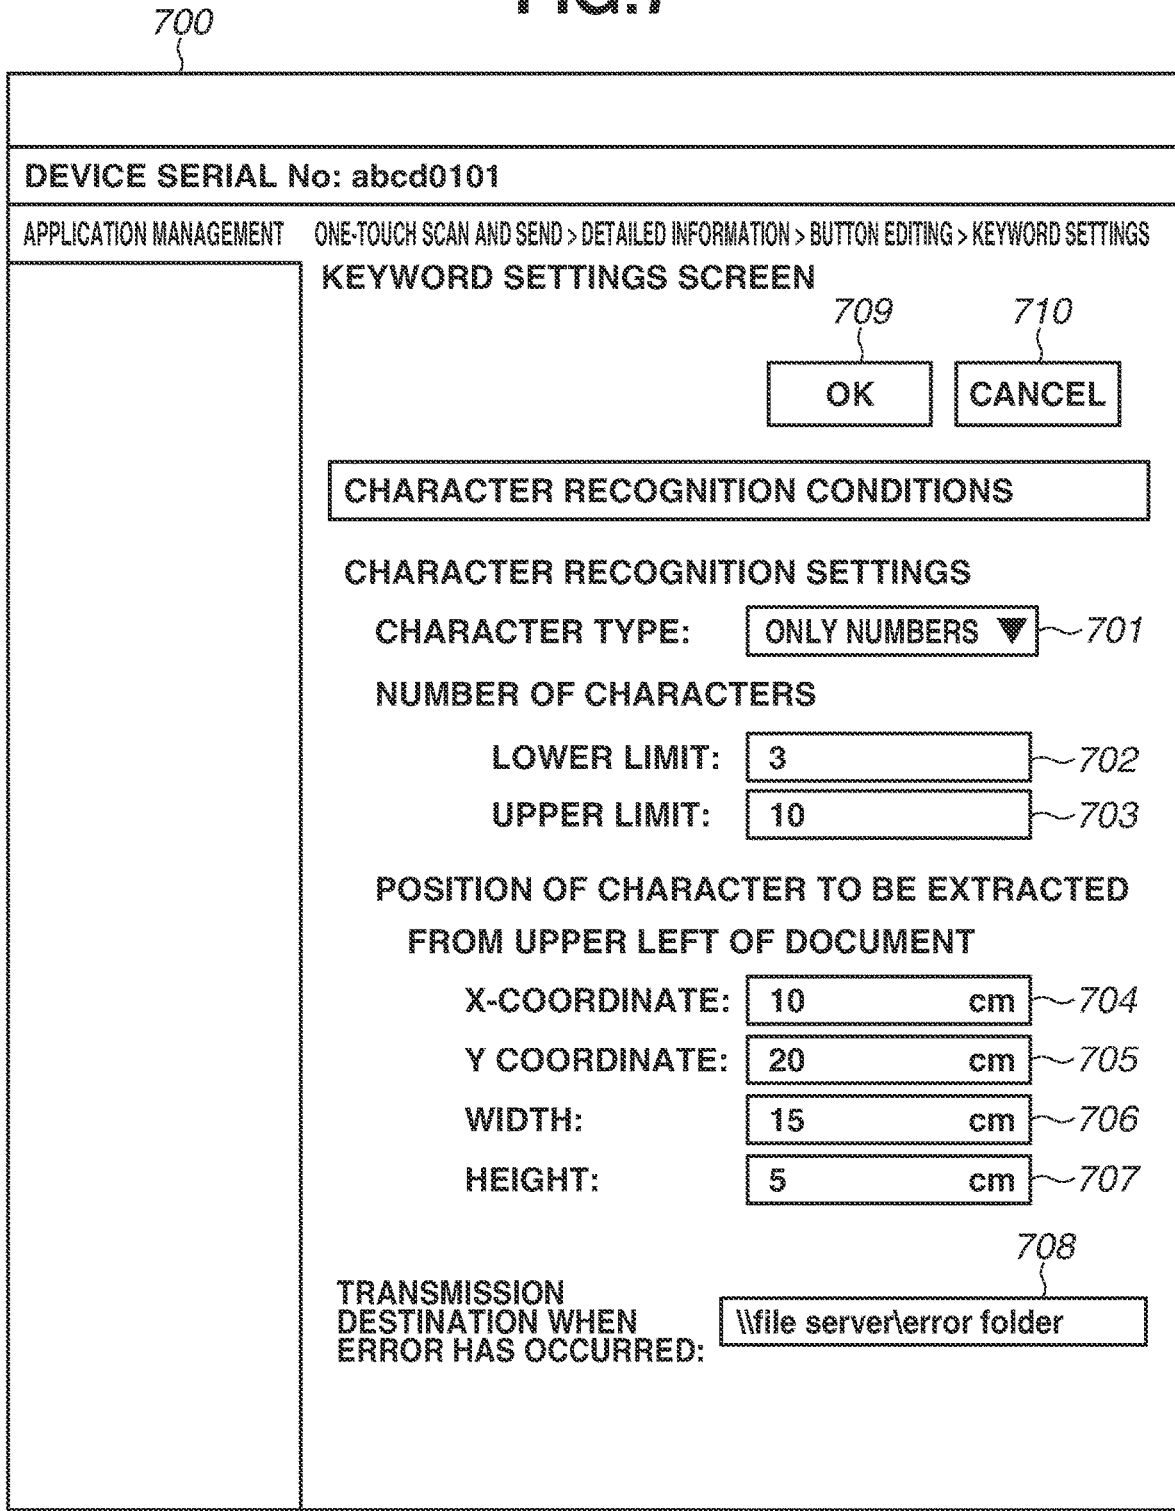 FIG.7
700
DEVICE SERIAL No: abcd0101
APPLICATION MANAGEMENT
ONE-TOUCH SCAN AND SEND > DETAILED INFORMATION > BUTTON EDITING > KEYWORD SETTINGS
KEYWORD SETTINGS SCREEN
709 710
OK CANCEL
CHARACTER RECOGNITION CONDITIONS
CHARACTER RECOGNITION SETTINGS
CHARACTER TYPE: ONLY NUMBERS ▼ 701
NUMBER OF CHARACTERS
LOWER LIMIT: 3 702
UPPER LIMIT: 10 703
POSITION OF CHARACTER TO BE EXTRACTED
FROM UPPER LEFT OF DOCUMENT
X-COORDINATE: 10 cm 704
Y COORDINATE: 20 cm 705
WIDTH: 15 cm 706
HEIGHT: 5 cm 707
708
TRANSMISSION
DESTINATION WHEN
ERROR HAS OCCURRED:
\\file server\error folder